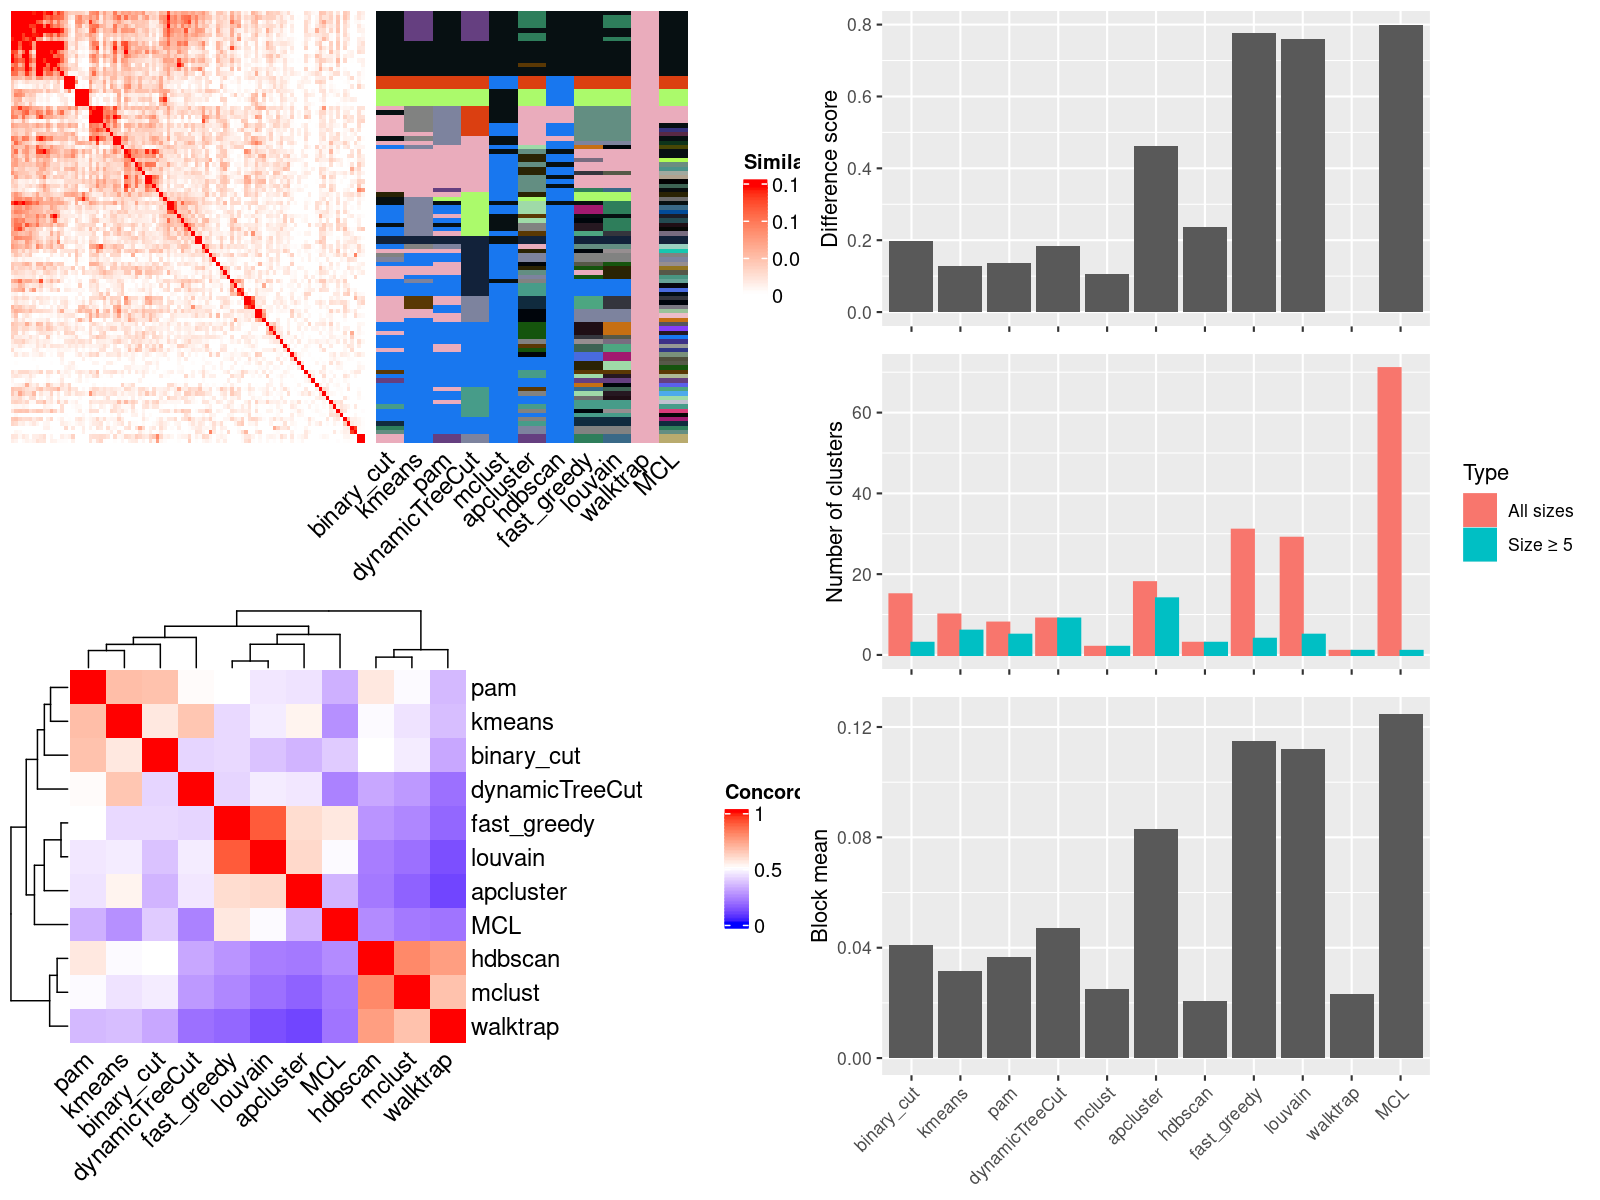 Simila
0.1
0.1
0.0
0
binary_cut
kmeans
pam
dynamicTreeCut
mclust
apcluster
hdbscan
fast_greedy
louvain
walktrap
MCL
pam
kmeans
binary_cut
dynamicTreeCut
fast_greedy
louvain
apcluster
MCL
hdbscan
mclust
walktrap
pam
kmeans
binary_cut
dynamicTreeCut
fast_greedy
louvain
apcluster
MCL
hdbscan
mclust
walktrap
Concord
1
0.5
0
Difference score
0.8
0.6
0.4
0.2
0.0
Number of clusters
60
40
20
0
Type
All sizes
Size ≥ 5
Block mean
0.12
0.08
0.04
0.00
binary_cut
kmeans
pam
dynamicTreeCut
mclust
apcluster
hdbscan
fast_greedy
louvain
walktrap
MCL